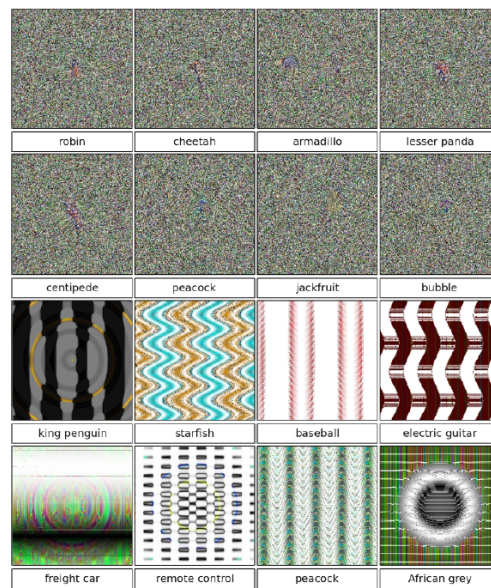 robin
cheetah
armadillo
lesser panda
centipede
peacock
jackfruit
bubble
king penguin
starfish
baseball
electric guitar
freight car
remote control
peacock
African grey